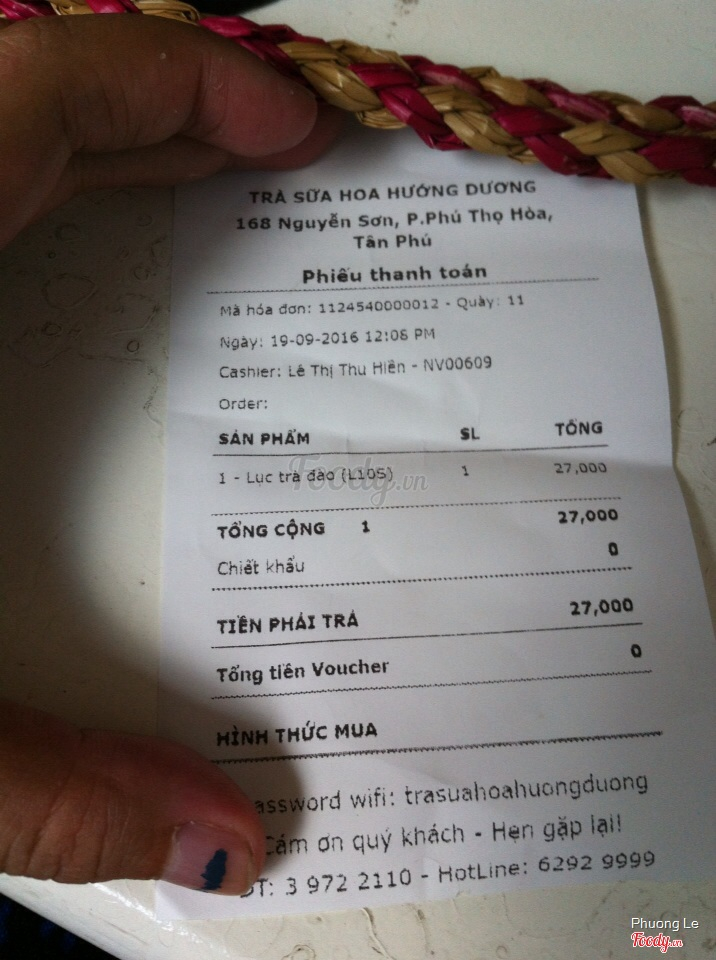 TRÀ SỮA HOA HƯỚNG DƯƠNG
168 Nguyễn Sơn, P.Phú Thọ Hòa,
Tân Phú
Phiếu thanh toán
Mã hóa đơn: 1124540000012 - Quầy: 11
Ngày: 19-09-2016 12:08 PM
Cashier: Lê Thị Thu Hiền - NV00609
Order:
SẢN PHẨM SL TỔNG
1 - Lục trà đào (L105) 1 27,000
Foody.vn
TỔNG CỘNG 1 27,000
Chiết khấu 0
TIỀN PHẢI TRẢ 27,000
Tổng tiền Voucher 0
HÌNH THỨC MUA
assword wifi: trasuahoahuongduong
Cám ơn quý khách - Hẹn gặp lại!
ĐT: 3 972 2110 - HotLine: 6292 9999
Phuong Le
Foody.vn